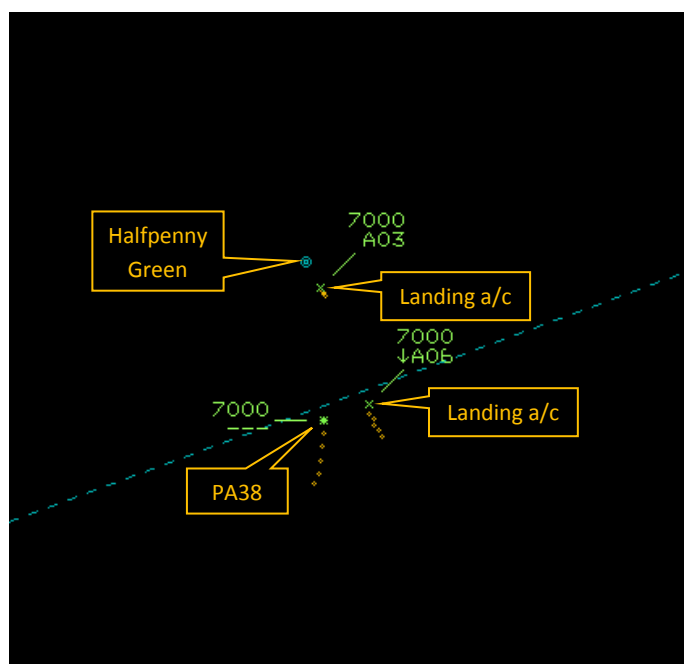 7000
A03
Halfpenny
Green
Landing a/c
7000
↓A06
Landing a/c
7000
---
PA38